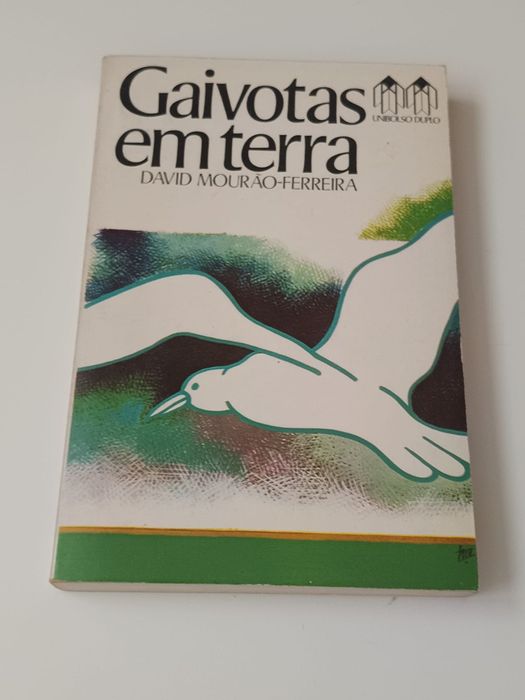 Gaivotas
em terra
UNIBOLSO DUPLO
DAVID MOURÃO-FERREIRA